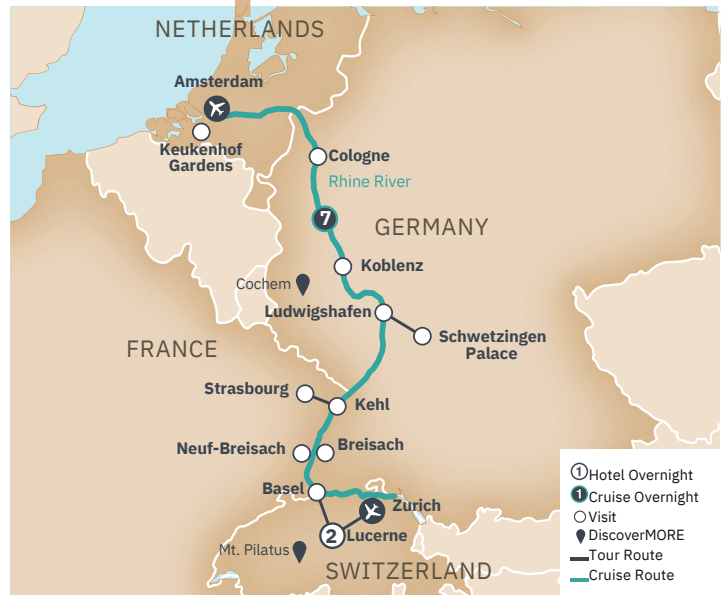 NETHERLANDS
Amsterdam
Keukenhof
Gardens
Cologne
Rhine River
7
GERMANY
Koblenz
Cochem
Ludwigshafen
Schwetzingen
Palace
FRANCE
Strasbourg
Kehl
Neuf-Breisach
Breisach
Basel
Zurich
2
Lucerne
Mt. Pilatus
SWITZERLAND
1 Hotel Overnight
1 Cruise Overnight
Visit
DiscoverMORE
Tour Route
Cruise Route